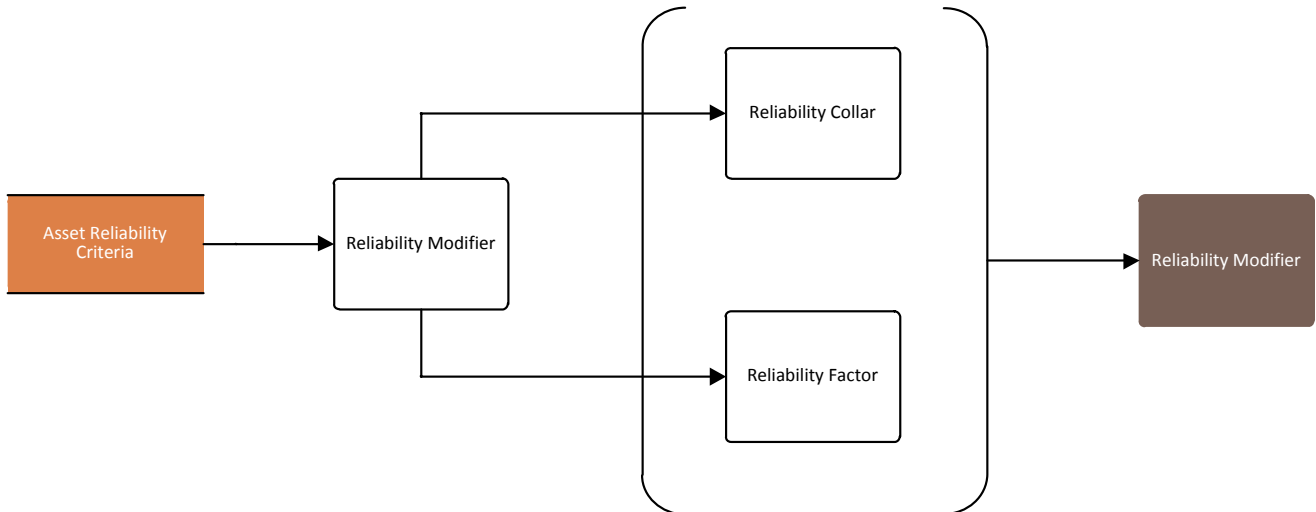 Reliability Collar
Asset Reliability
Criteria
Reliability Modifier
Reliability Modifier
Reliability Factor